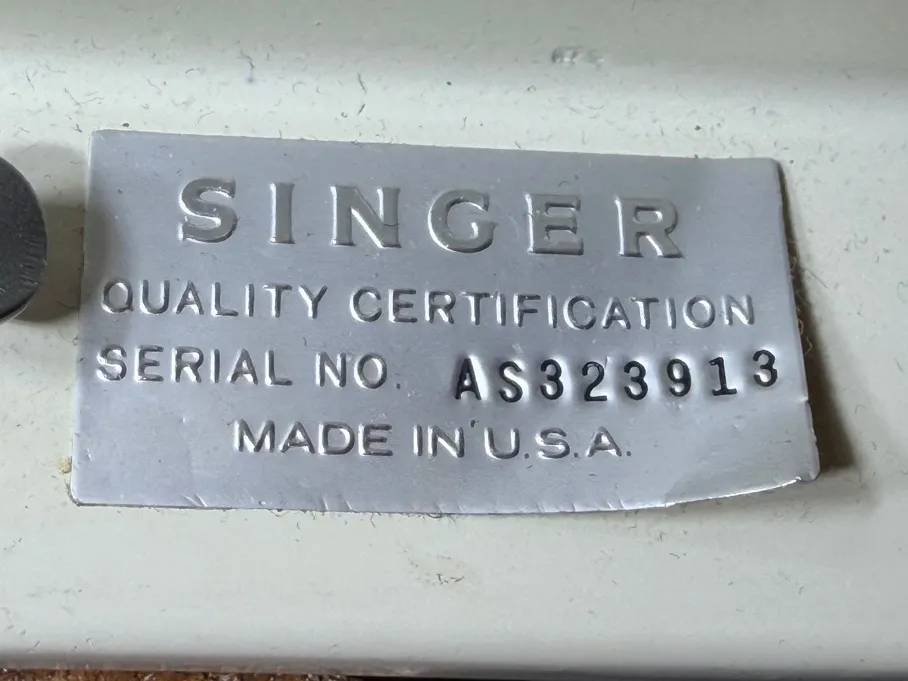 SINGER
QUALITY CERTIFICATION
SERIAL NO. AS323913
MADE IN U.S.A.